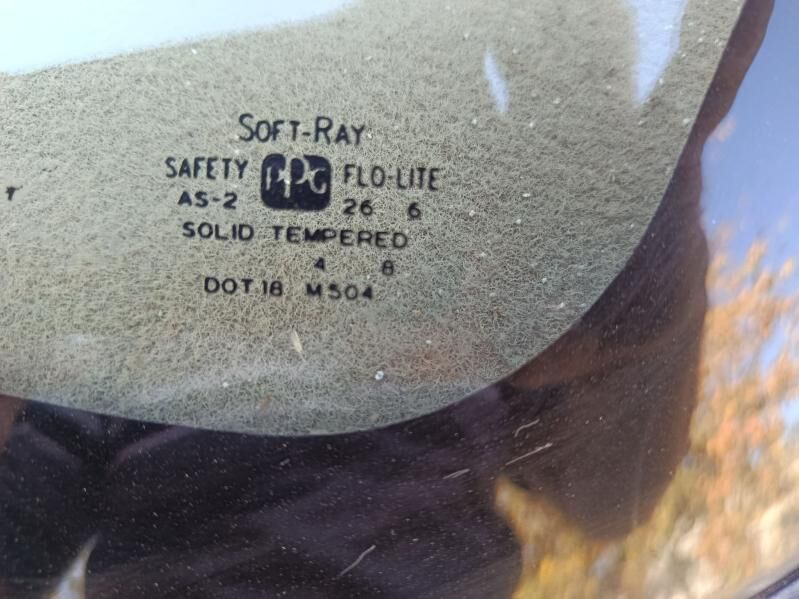 SOFT-RAY
SAFETY PPG FLO-LITE
AS-2 26 6
SOLID TEMPERED
4 8
DOT 18 M504